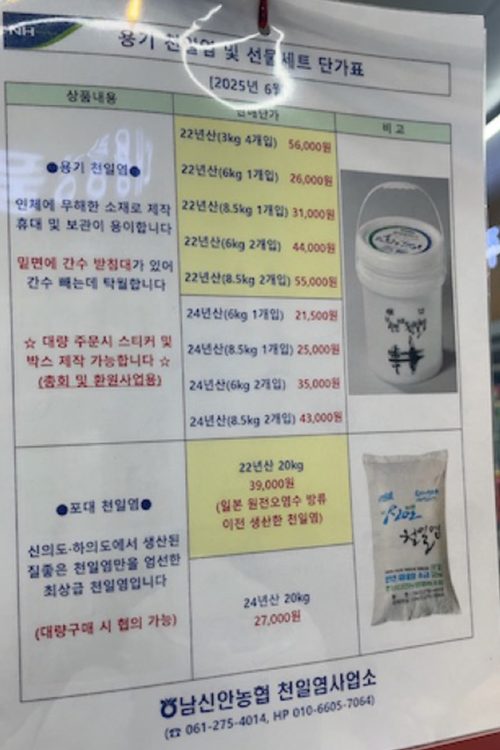 NH
용기 천일염 및 선물세트 단가표
[2025년 6월
상품내용
판매단가
비고
●용기 천일염●
인체에 무해한 소재로 제작
휴대 및 보관이 용이합니다
밑면에 간수 받침대가 있어
간수 빼는데 탁월합니다
☆ 대량 주문시 스티커 및
박스 제작 가능합니다 ☆
(총회 및 환원사업용)
22년산(3kg 4개입) 56,000원
22년산(6kg 1개입) 26,000원
22년산(8.5kg 1개입) 31,000원
22년산(6kg 2개입) 44,000원
22년산(8.5kg 2개입) 55,000원
24년산(6kg 1개입) 21,500원
24년산(8.5kg 1개입) 25,000원
24년산(6kg 2개입) 35,000원
24년산(8.5kg 2개입) 43,000원
●포대 천일염●
신의도·하의도에서 생산된
질좋은 천일염만을 엄선한
최상급 천일염입니다
(대량구매 시 협의 가능)
22년산 20kg
39,000원
(일본 원전오염수 방류
이전 생산한 천일염)
24년산 20kg
27,000원
천일염
남신안농협 천일염사업소
(☎ 061-275-4014, HP 010-6605-7064)